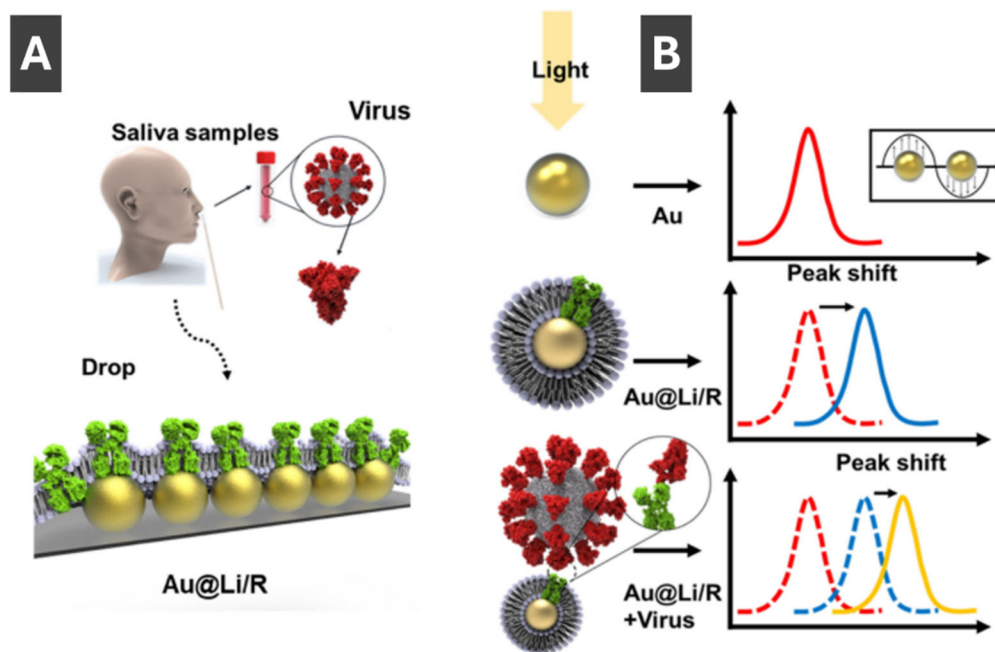 A
Saliva samples
Virus
Drop
Au@Li/R
B
Light
Au
Peak shift
Au@Li/R
Peak shift
Au@Li/R
+Virus